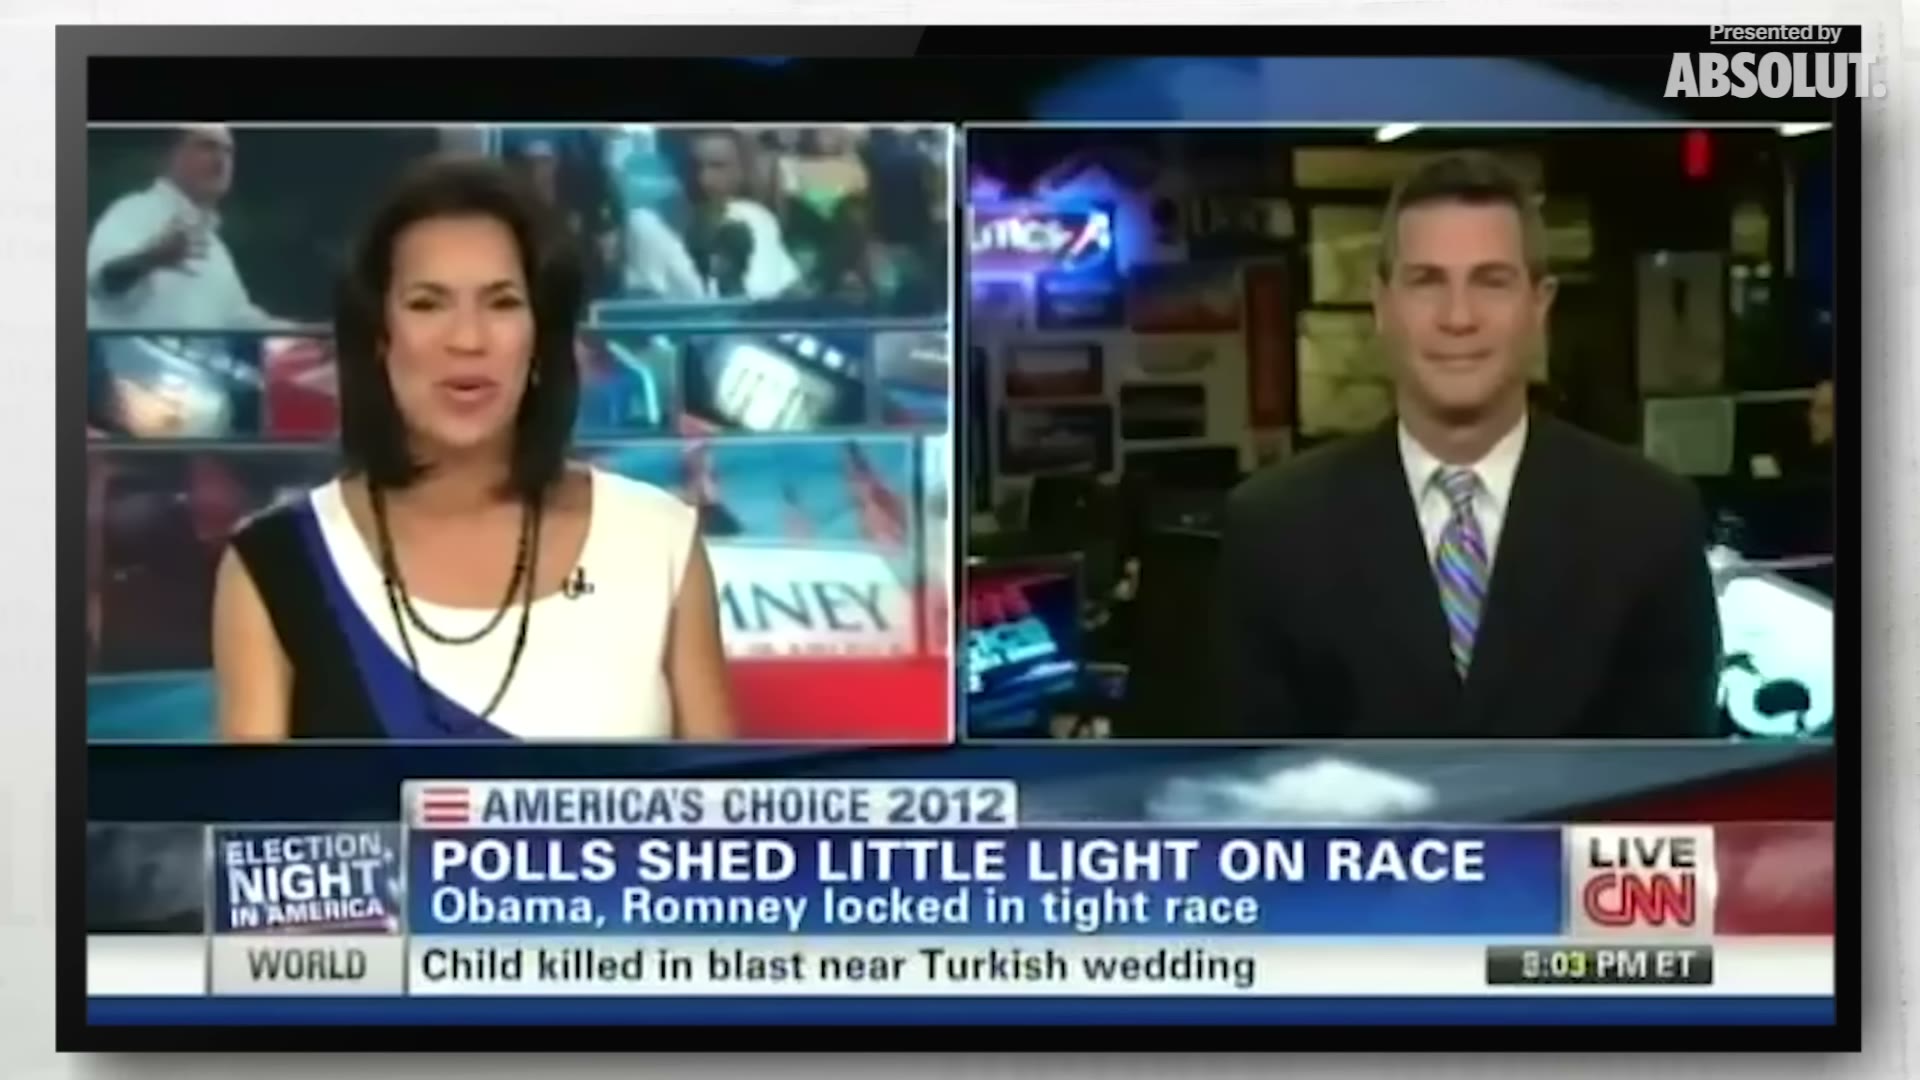 Presented by
ABSOLUT.
AMERICA'S CHOICE 2012
ELECTION
NIGHT
IN AMERICA
POLLS SHED LITTLE LIGHT ON RACE
Obama, Romney locked in tight race
LIVE
CNN
WORLD
Child killed in blast near Turkish wedding
:03 PM ET